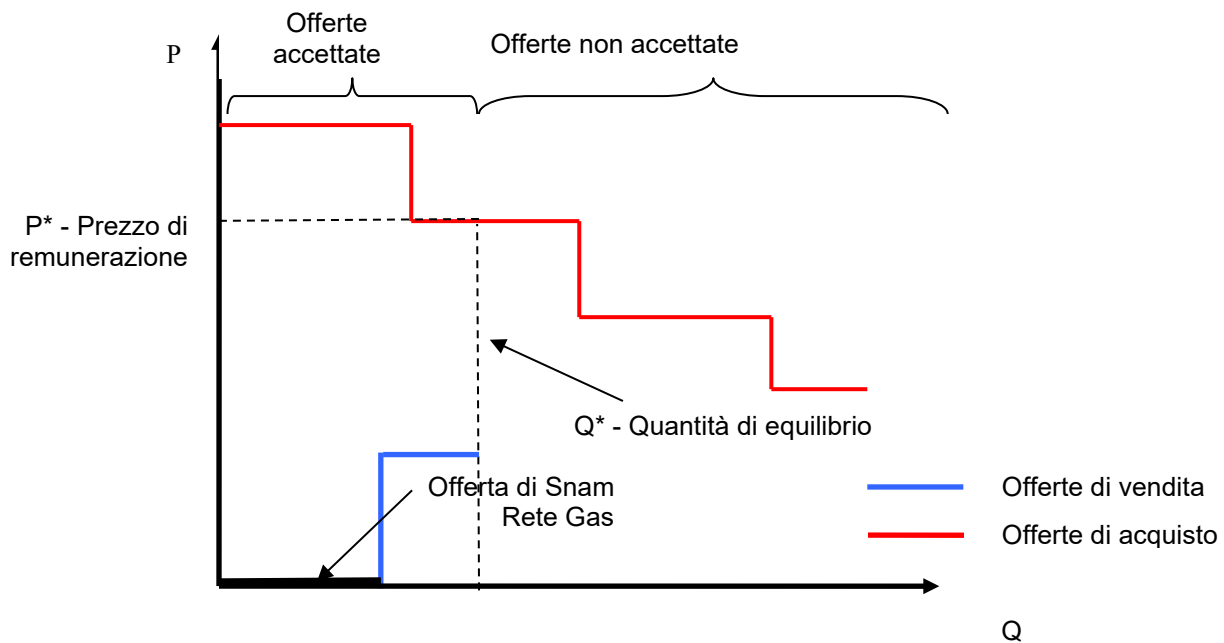 Offerte
accettate
Offerte non accettate
P
P* - Prezzo di
remunerazione
Q* - Quantità di equilibrio
Offerta di Snam
Rete Gas
Offerte di vendita
Offerte di acquisto
Q